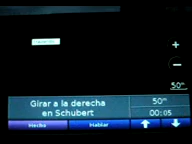 +
−
50m
Girar a la derecha
en Schubert
50m
00:05
Hecho
Hablar